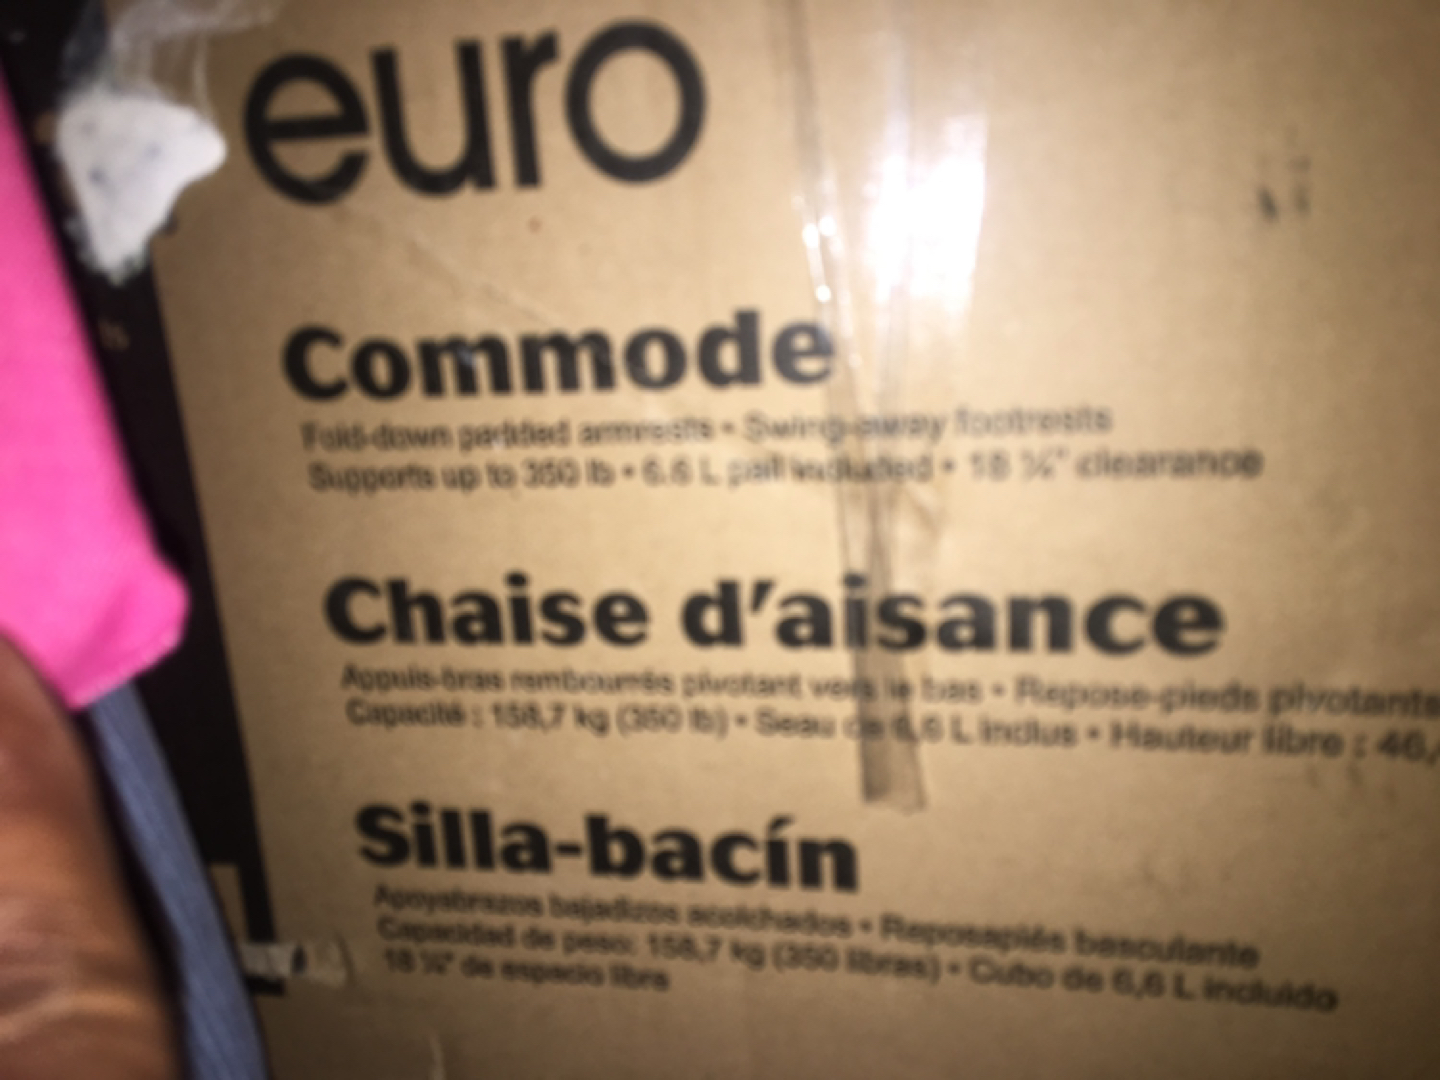 euro
Commode
Fold-down padded armrests • Swing-away footrests
Supports up to 350 lb • 6.6 L pail included • 18 ¼" clearance
Chaise d'aisance
Appuis-bras rembourrés pivotant vers le bas • Repose-pieds pivotants
Capacité : 158,7 kg (350 lb) • Seau de 6,6 L inclus • Hauteur libre : 46,
Silla-bacín
Apoyabrazos bajadizos acolchados • Reposapiés basculante
Capacidad de peso: 158,7 kg (350 libras) • Cubo de 6,6 L incluido
18 ¼" de espacio libre